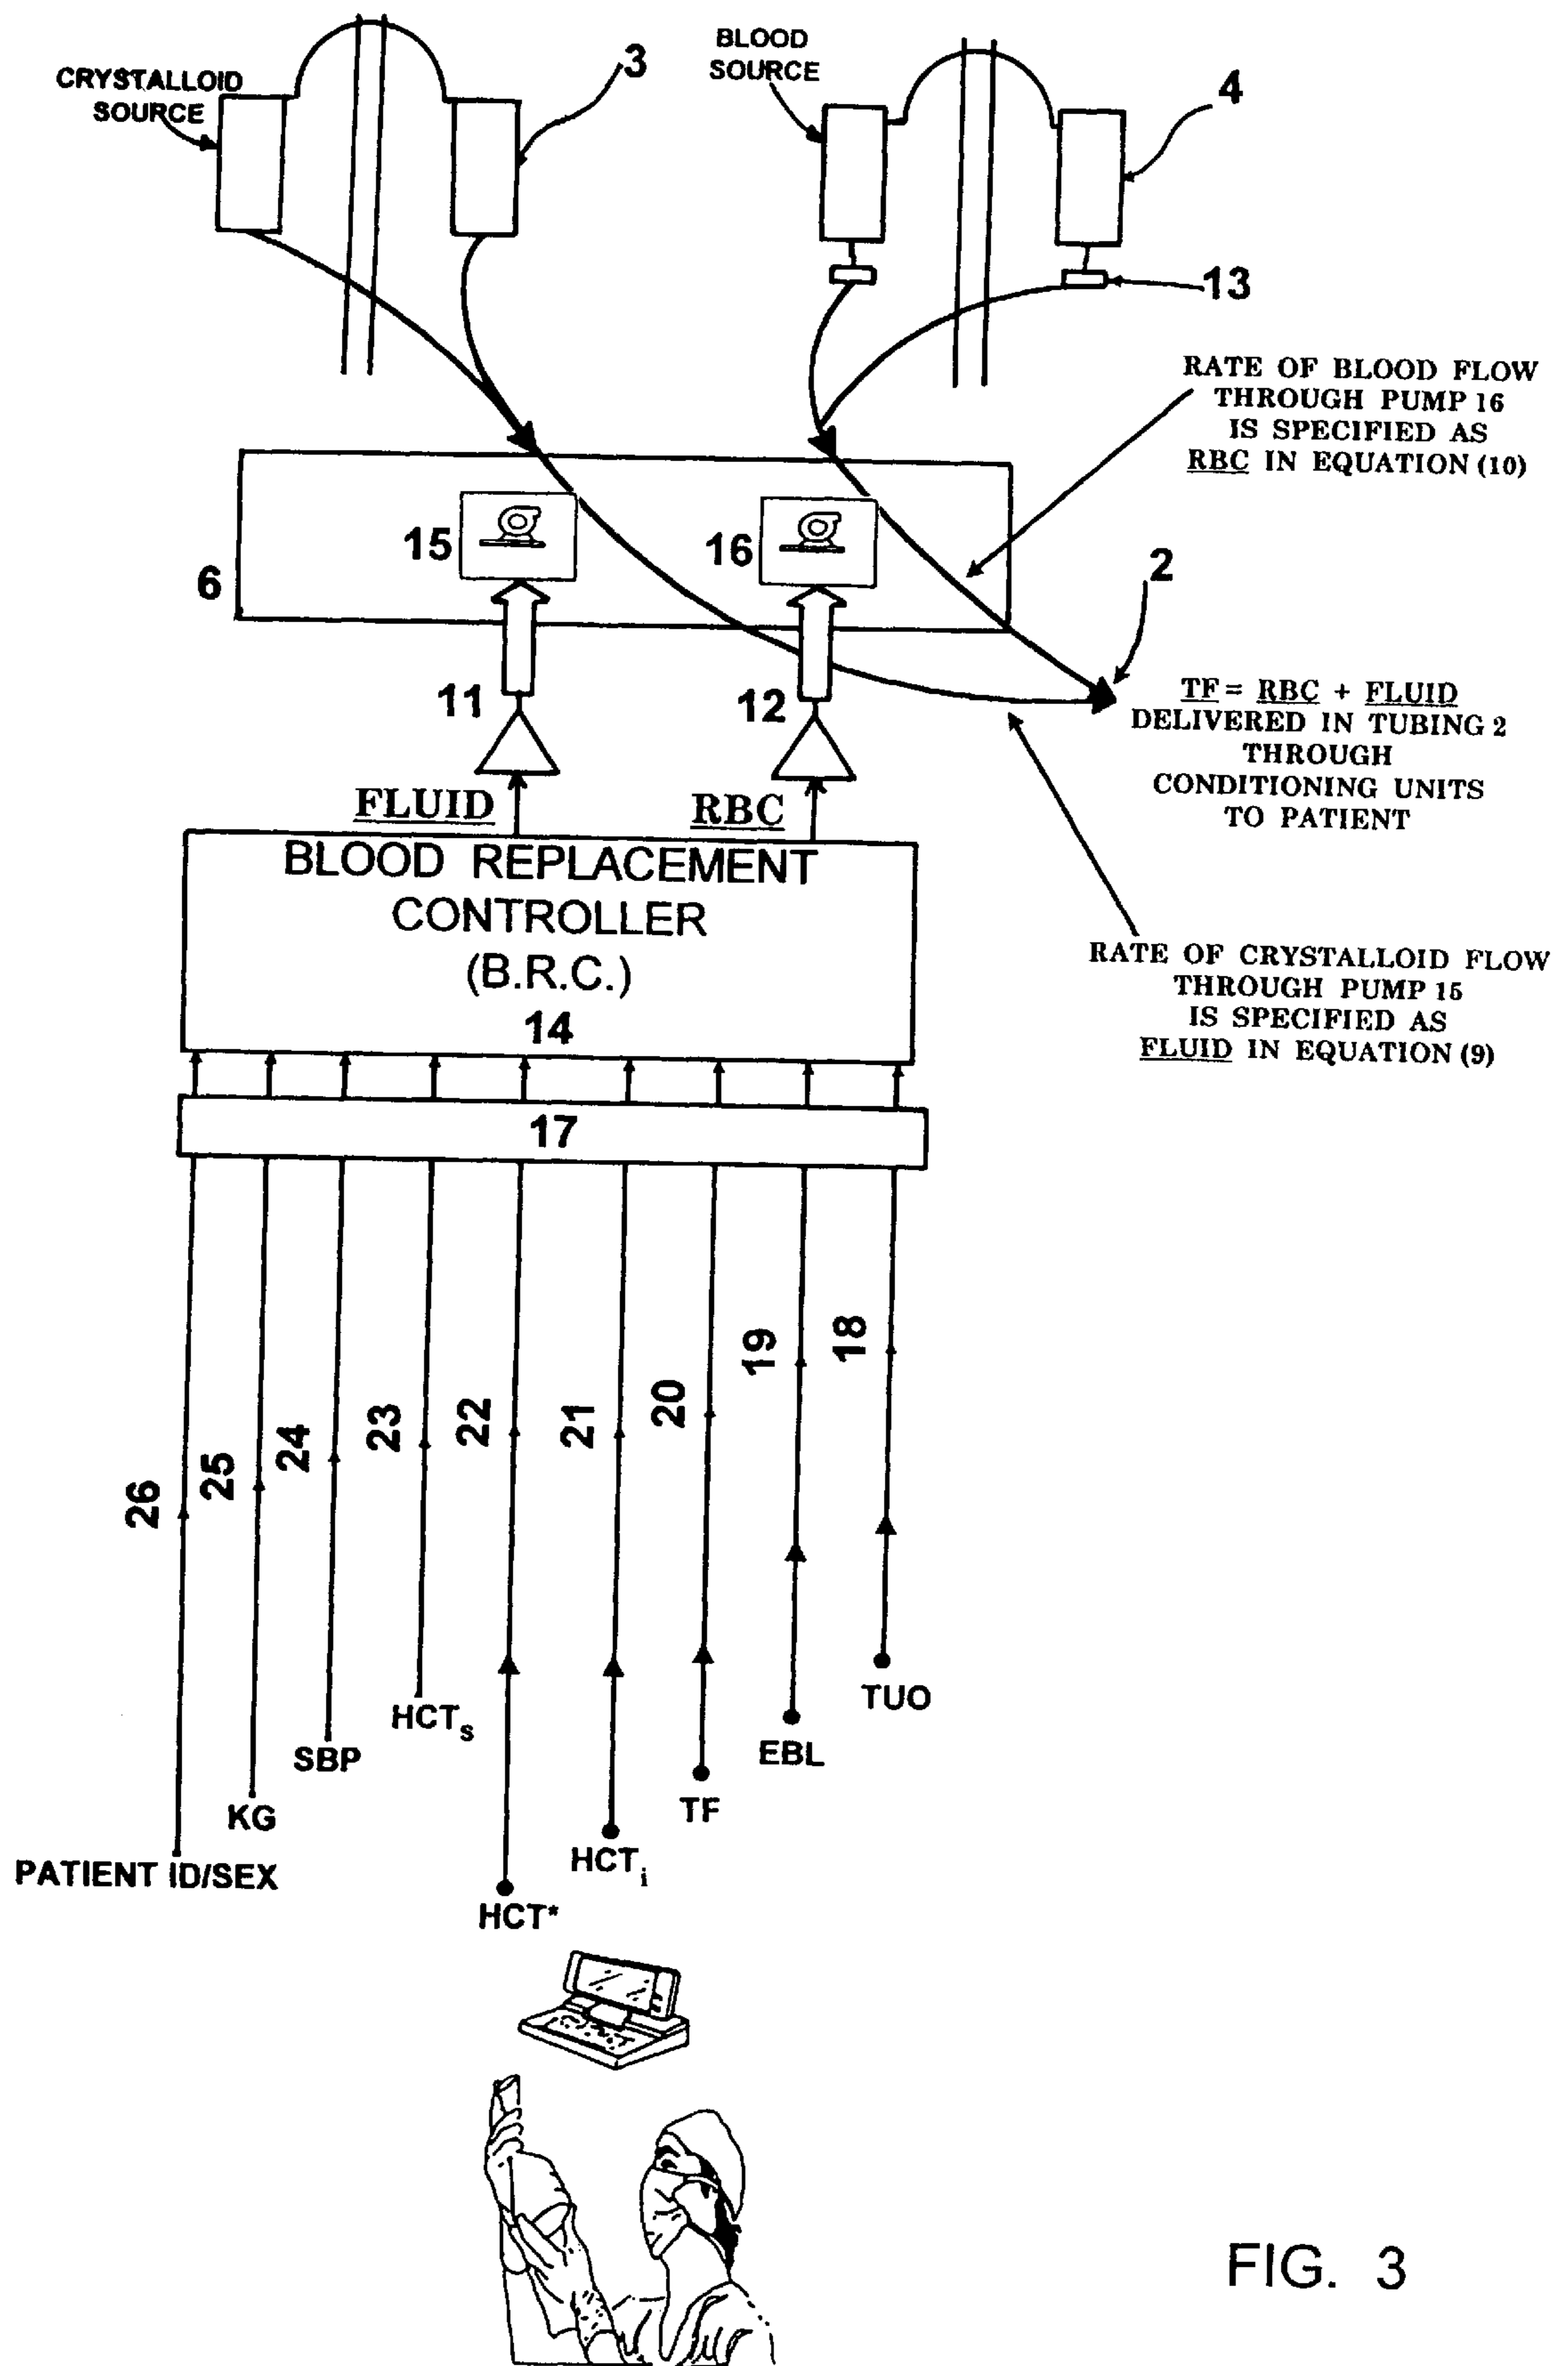 CRYSTALLOID
SOURCE
3
BLOOD
SOURCE
4
13
RATE OF BLOOD FLOW
THROUGH PUMP 16
IS SPECIFIED AS
RBC IN EQUATION (10)
15
16
6
2
11
12
TF = RBC + FLUID
DELIVERED IN TUBING 2
THROUGH
CONDITIONING UNITS
TO PATIENT
FLUID
RBC
BLOOD REPLACEMENT
CONTROLLER
(B.R.C.)
14
RATE OF CRYSTALLOID FLOW
THROUGH PUMP 15
IS SPECIFIED AS
FLUID IN EQUATION (9)
17
26
25
24
23
22
21
20
19
18
PATIENT ID/SEX
KG
SBP
HCTs
HCT*
HCTi
TF
EBL
TUO
FIG. 3